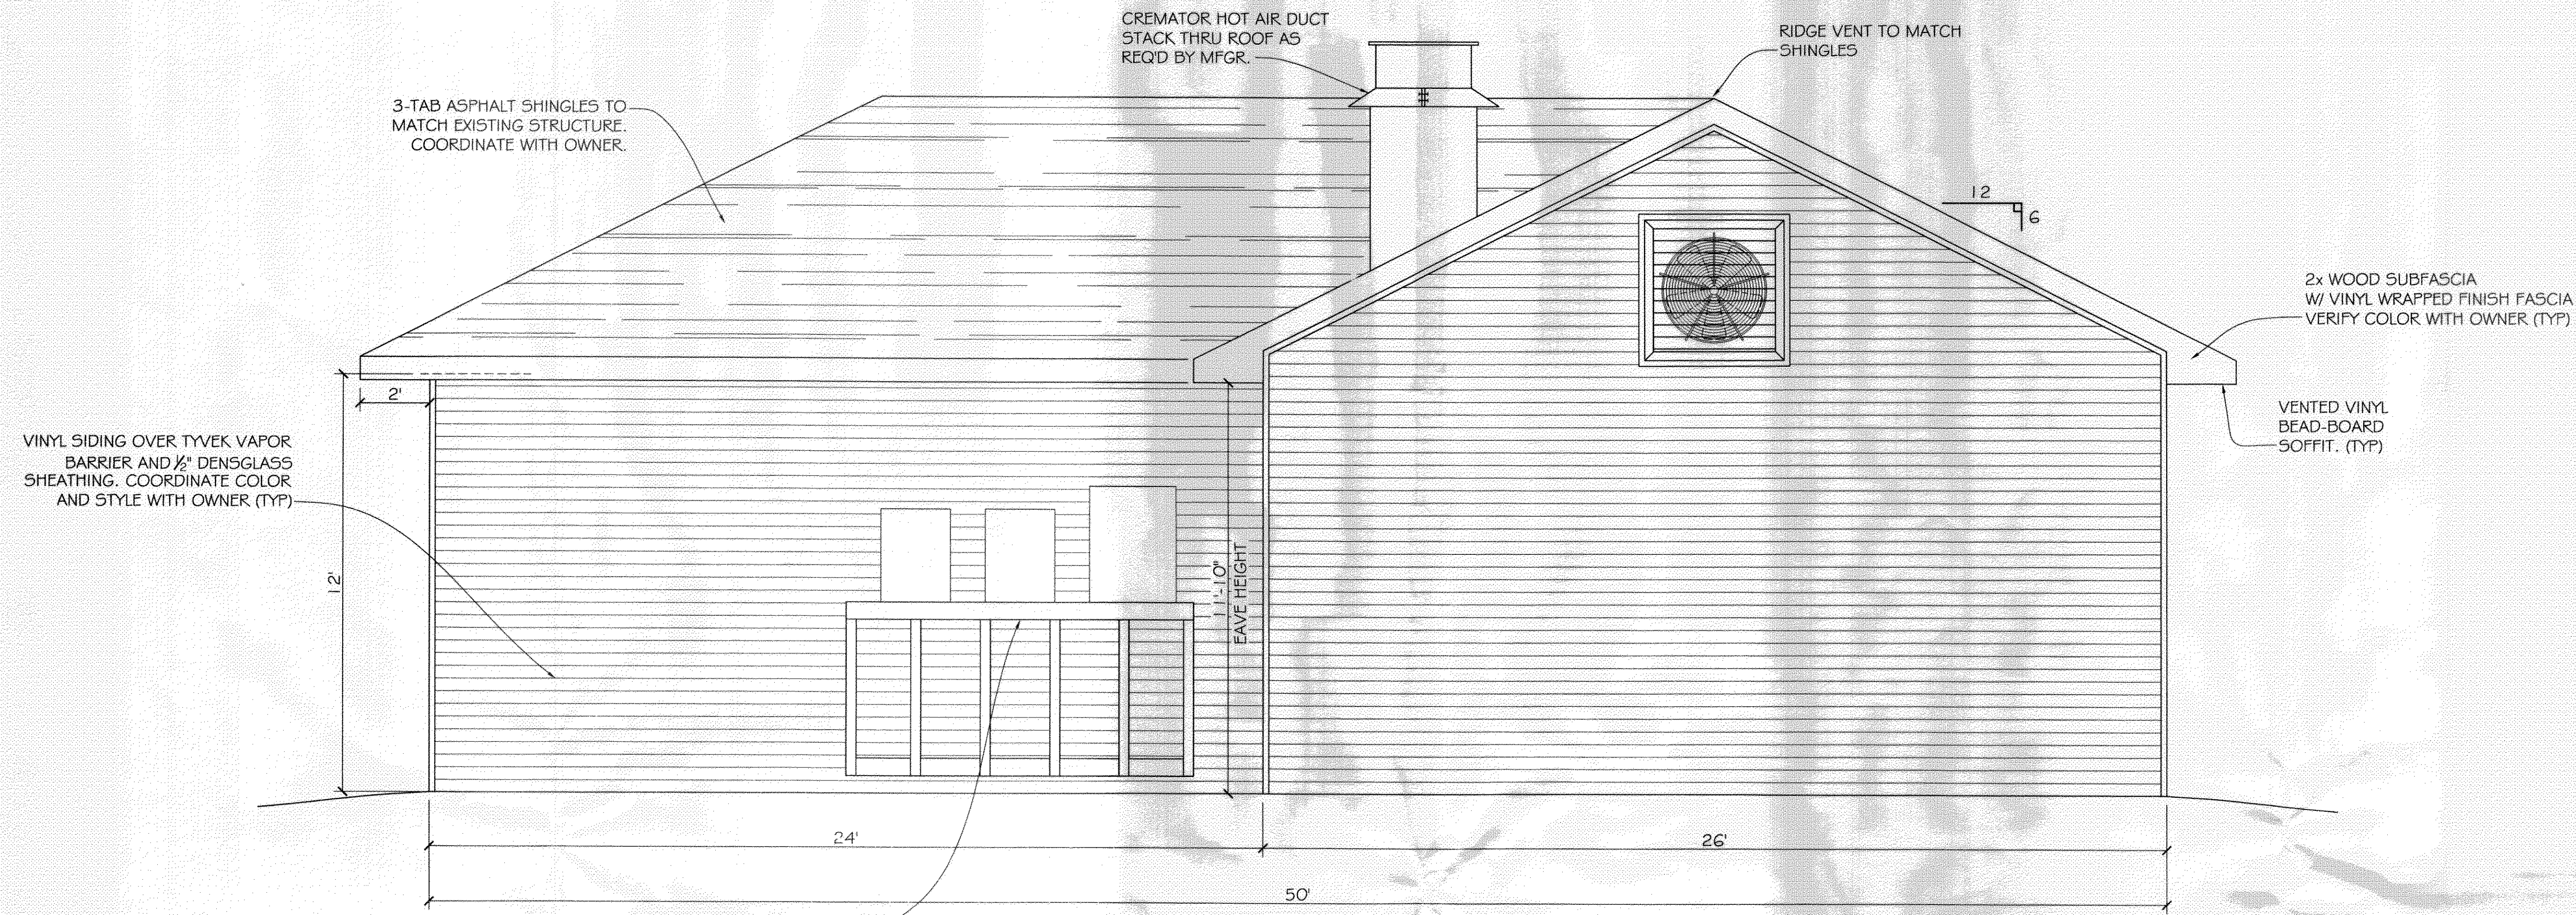 CREMATOR HOT AIR DUCT
STACK THRU ROOF AS
REQ'D BY MFGR.
RIDGE VENT TO MATCH
SHINGLES
3-TAB ASPHALT SHINGLES TO
MATCH EXISTING STRUCTURE.
COORDINATE WITH OWNER.
12
6
2x WOOD SUBFASCIA
W/ VINYL WRAPPED FINISH FASCIA
VERIFY COLOR WITH OWNER (TYP)
2'
VENTED VINYL
BEAD-BOARD
SOFFIT. (TYP)
VINYL SIDING OVER TYVEK VAPOR
BARRIER AND ½" DENSGLASS
SHEATHING. COORDINATE COLOR
AND STYLE WITH OWNER (TYP)
12'
11'-10"
EAVE HEIGHT
24'
26'
50'